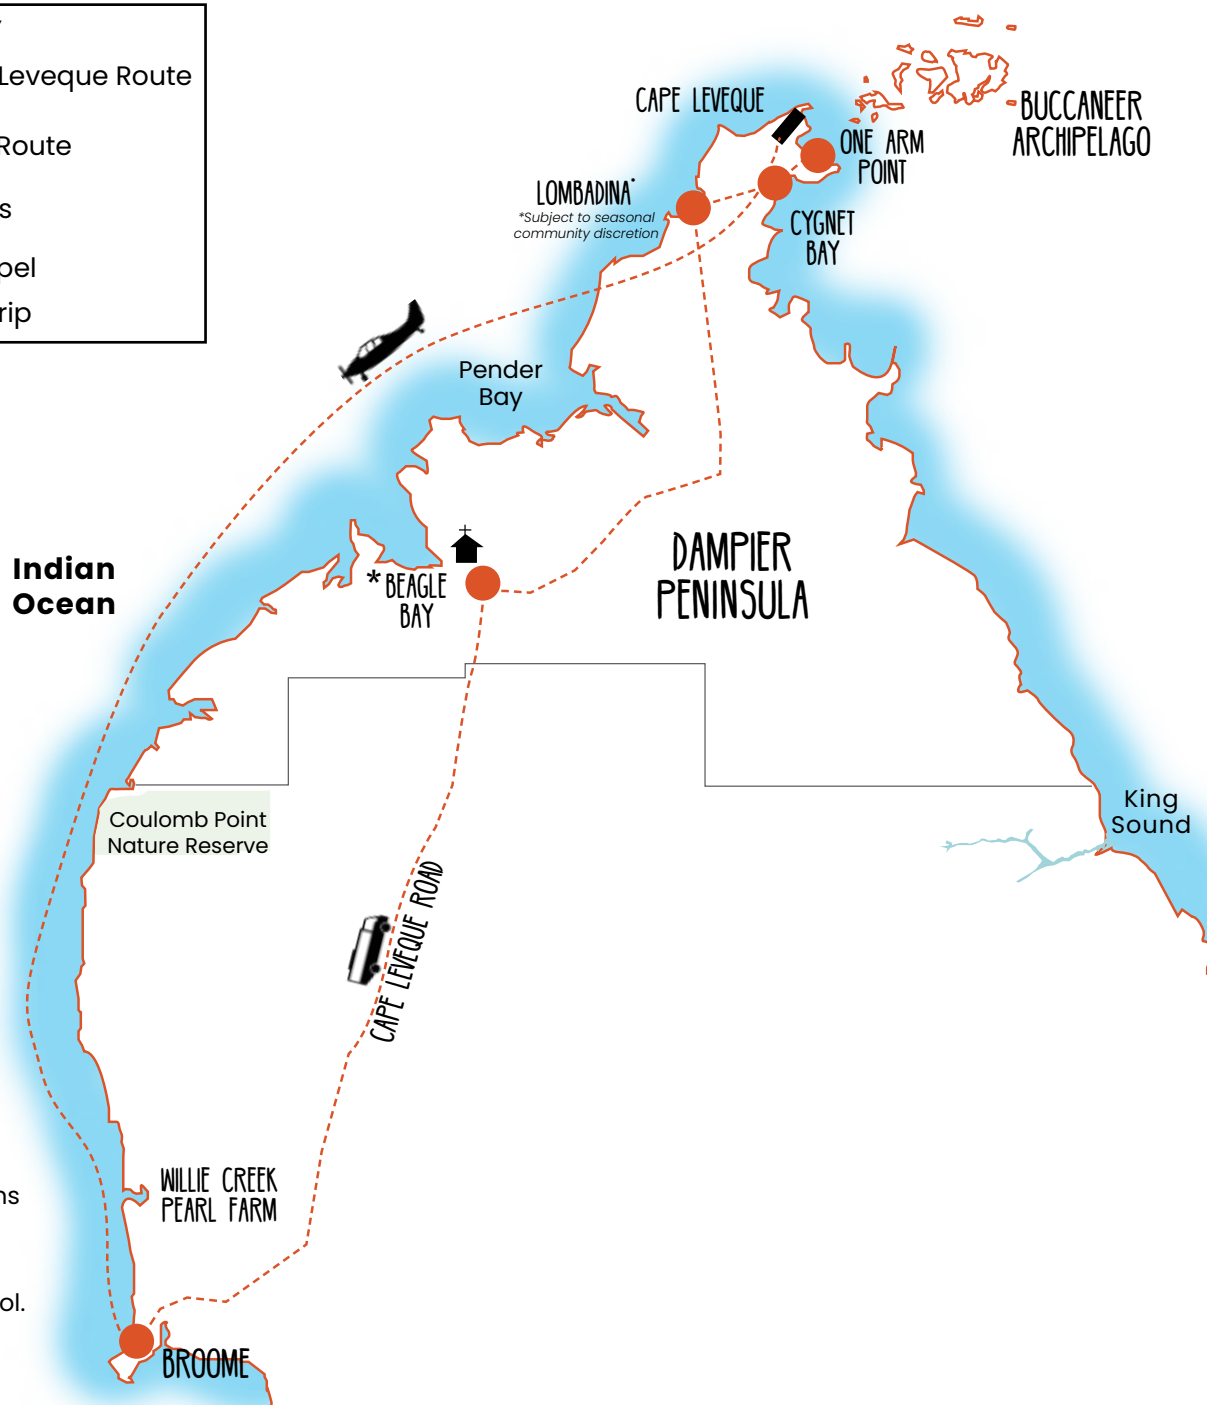 Leveque Route
Route
s
pel
rip
CAPE LEVEQUE
BUCCANEER
ARCHIPELAGO
ONE ARM
POINT
LOMBADINA*
*Subject to seasonal
community discretion
CYGNET
BAY
Pender
Bay
Indian
Ocean
DAMPIER
PENINSULA
*BEAGLE
BAY
Coulomb Point
Nature Reserve
King
Sound
CAPE LEVEQUE ROAD
WILLIE CREEK
PEARL FARM
ns
ol.
BROOME